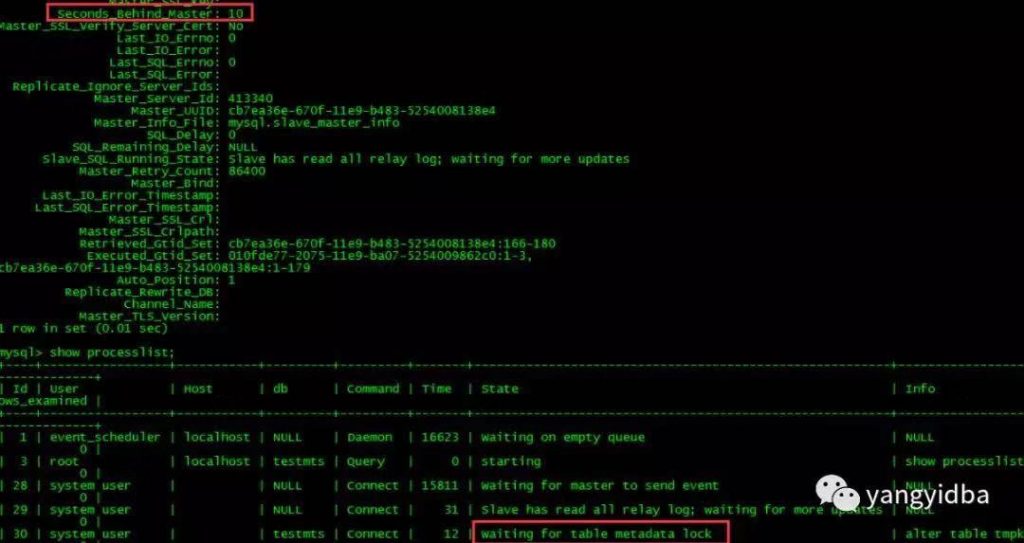 Seconds_Behind_Master: 10
Master_SSL_Verify_Server_Cert: No
Last_IO_Errno: 0
Last_IO_Error:
Last_SQL_Errno: 0
Last_SQL_Error:
Replicate_Ignore_Server_Ids:
Master_Server_Id: 413340
Master_UUID: cb7ea36e-670f-11e9-b483-5254008138e4
Master_Info_File: mysql.slave_master_info
SQL_Delay: 0
SQL_Remaining_Delay: NULL
Slave_SQL_Running_State: Slave has read all relay log; waiting for more updates
Master_Retry_Count: 86400
Master_Bind:
Last_IO_Error_Timestamp:
Last_SQL_Error_Timestamp:
Master_SSL_Crl:
Master_SSL_Crlpath:
Retrieved_Gtid_Set: cb7ea36e-670f-11e9-b483-5254008138e4:166-180
Executed_Gtid_Set: 010fde77-2075-11e9-ba07-5254009862c0:1-3,
cb7ea36e-670f-11e9-b483-5254008138e4:1-179
Auto_Position: 1
Replicate_Rewrite_DB:
Channel_Name:
Master_TLS_Version:
1 row in set (0.01 sec)
mysql> show processlist;
| Id | User | Host | db | Command | Time | State | Info
ows_examined |
| 1 | event_scheduler | localhost | NULL | Daemon | 16623 | Waiting on empty queue | NULL
0 |
| 3 | root | localhost | testmts | Query | 0 | starting | show processlist
0 |
| 28 | system user | | NULL | Connect | 15811 | Waiting for master to send event | NULL
0 |
| 29 | system user | | NULL | Connect | 31 | Slave has read all relay log; waiting for more updates | NULL
0 |
| 30 | system user | | testmts | Connect | 12 | Waiting for table metadata lock | alter table tmpk
yangyidba